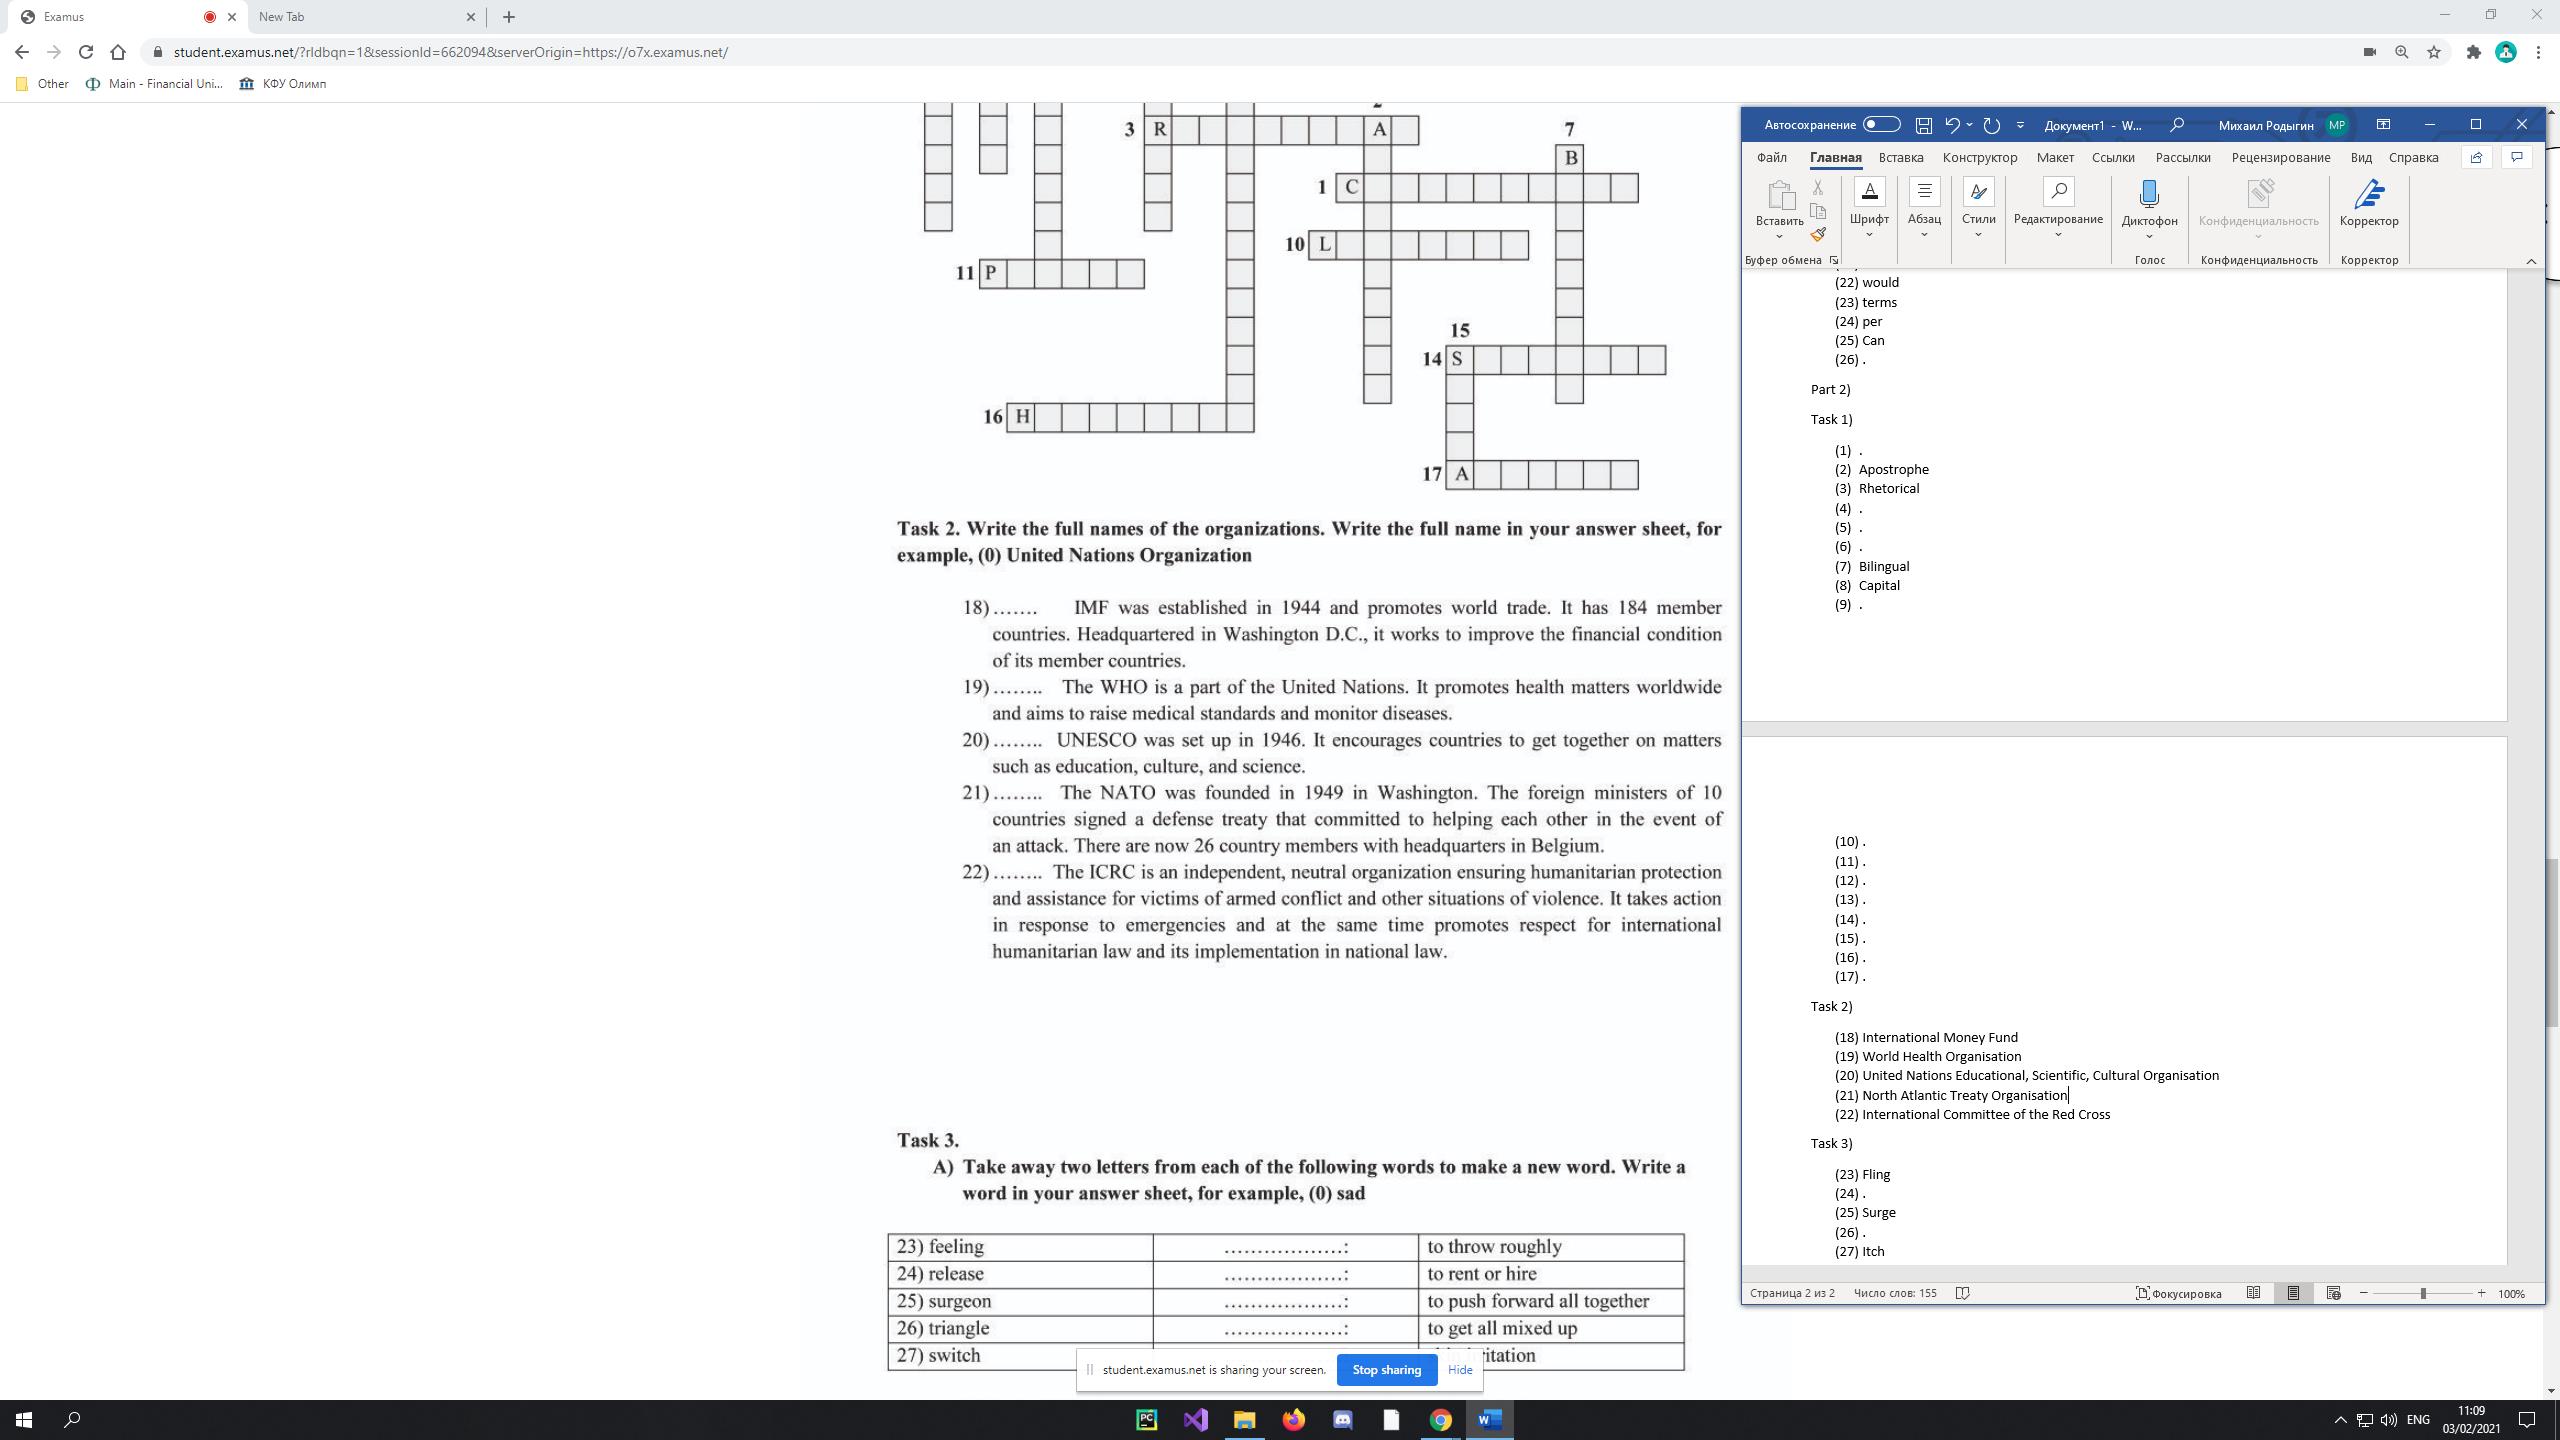 Examus
New Tab
student.examus.net/?rldbqn=1&sessionId=662094&serverOrigin=https://o7x.examus.net/
Other
Main - Financial Uni...
КФУ Олимп
3 R A
7
B
1 C
10 L
11 P
15
14 S
16 H
17 A
Task 2. Write the full names of the organizations. Write the full name in your answer sheet, for
example, (0) United Nations Organization
18)……. IMF was established in 1944 and promotes world trade. It has 184 member
countries. Headquartered in Washington D.C., it works to improve the financial condition
of its member countries.
19)…….. The WHO is a part of the United Nations. It promotes health matters worldwide
and aims to raise medical standards and monitor diseases.
20)…….. UNESCO was set up in 1946. It encourages countries to get together on matters
such as education, culture, and science.
21)…….. The NATO was founded in 1949 in Washington. The foreign ministers of 10
countries signed a defense treaty that committed to helping each other in the event of
an attack. There are now 26 country members with headquarters in Belgium.
22)…….. The ICRC is an independent, neutral organization ensuring humanitarian protection
and assistance for victims of armed conflict and other situations of violence. It takes action
in response to emergencies and at the same time promotes respect for international
humanitarian law and its implementation in national law.
Task 3.
A) Take away two letters from each of the following words to make a new word. Write a
word in your answer sheet, for example, (0) sad
23) feeling ………………: to throw roughly
24) release ………………: to rent or hire
25) surgeon ………………: to push forward all together
26) triangle ………………: to get all mixed up
27) switch
student.examus.net is sharing your screen.
Stop sharing
Hide
Автосохранение
Документ1 - W...
Михаил Родыгин
МР
Файл
Главная
Вставка
Конструктор
Макет
Ссылки
Рассылки
Рецензирование
Вид
Справка
Вставить
Шрифт
Абзац
Стили
Редактирование
Диктофон
Конфиденциальность
Корректор
Буфер обмена
Голос
Конфиденциальность
Корректор
(22) would
(23) terms
(24) per
(25) Can
(26) .
Part 2)
Task 1)
(1) .
(2) Apostrophe
(3) Rhetorical
(4) .
(5) .
(6) .
(7) Bilingual
(8) Capital
(9) .
(10) .
(11) .
(12) .
(13) .
(14) .
(15) .
(16) .
(17) .
Task 2)
(18) International Money Fund
(19) World Health Organisation
(20) United Nations Educational, Scientific, Cultural Organisation
(21) North Atlantic Treaty Organisation
(22) International Committee of the Red Cross
Task 3)
(23) Fling
(24) .
(25) Surge
(26) .
(27) Itch
Страница 2 из 2
Число слов: 155
Фокусировка
100%
ENG
11:09
03/02/2021